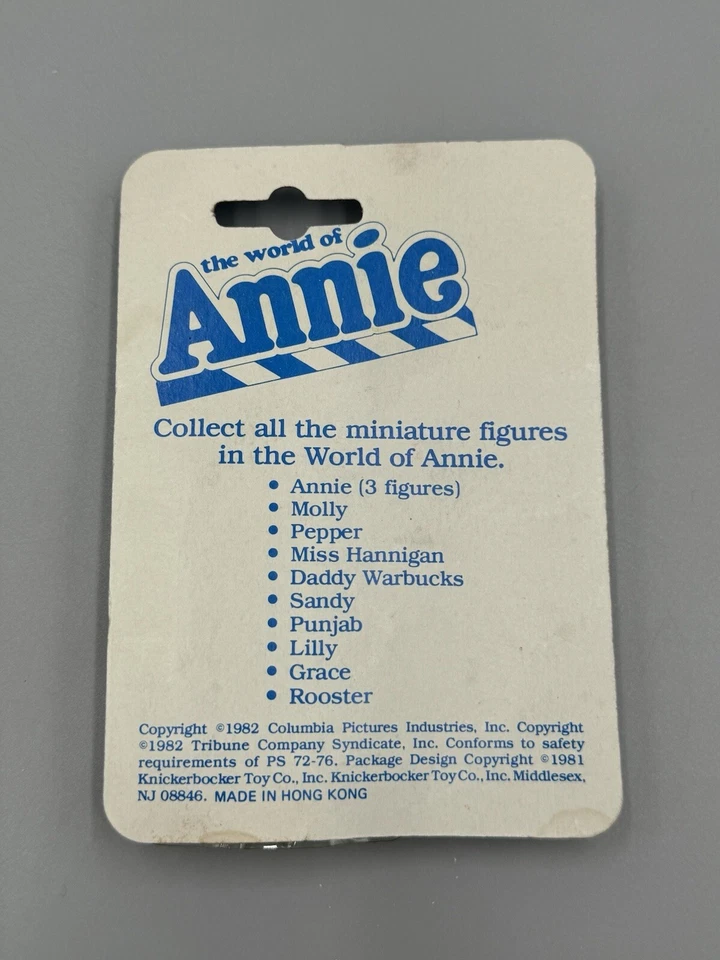 the world of
Annie
Collect all the miniature figures
in the World of Annie.
• Annie (3 figures)
• Molly
• Pepper
• Miss Hannigan
• Daddy Warbucks
• Sandy
• Punjab
• Lilly
• Grace
• Rooster
Copyright ©1982 Columbia Pictures Industries, Inc. Copyright
©1982 Tribune Company Syndicate, Inc. Conforms to safety
requirements of PS 72-76. Package Design Copyright ©1981
Knickerbocker Toy Co., Inc. Knickerbocker Toy Co., Inc. Middlesex,
NJ 08846. MADE IN HONG KONG